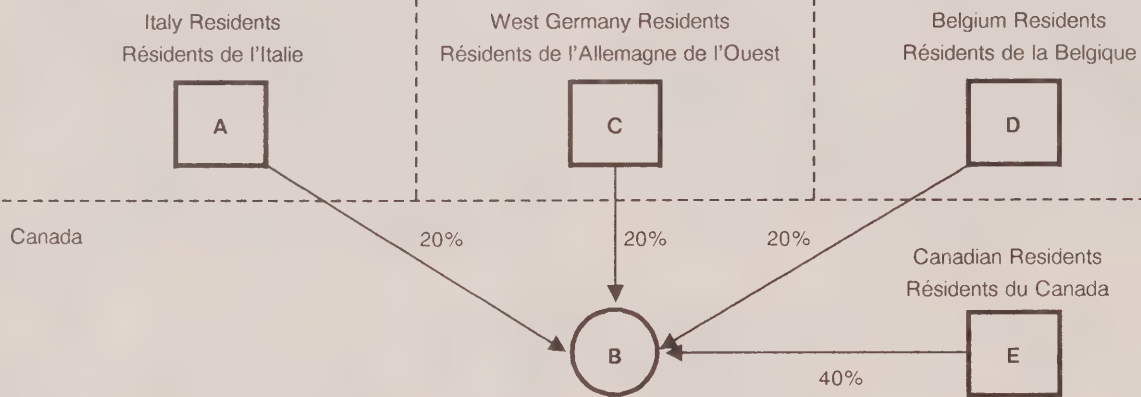 Italy Residents
Résidents de l'Italie
A
West Germany Residents
Résidents de l'Allemagne de l'Ouest
C
Belgium Residents
Résidents de la Belgique
D
Canada
20%
20%
20%
Canadian Residents
Résidents du Canada
B
E
40%